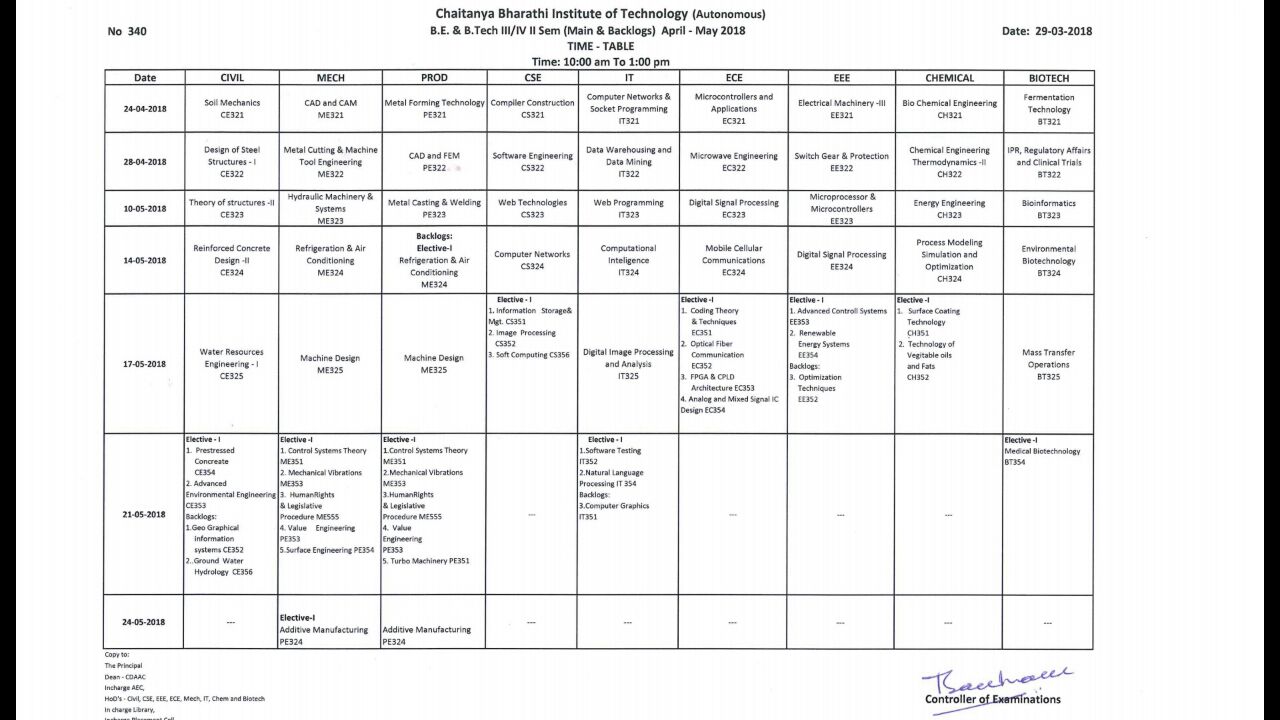 Chaitanya Bharathi Institute of Technology (Autonomous)
No 340
B.E. & B.Tech III/IV II Sem (Main & Backlogs) April - May 2018
Date: 29-03-2018
TIME - TABLE
Time: 10:00 am To 1:00 pm
Date CIVIL MECH PROD CSE IT ECE EEE CHEMICAL BIOTECH
24-04-2018
Soil Mechanics
CE321
CAD and CAM
ME321
Metal Forming Technology
PE321
Compiler Construction
CS321
Computer Networks &
Socket Programming
IT321
Microcontrollers and
Applications
EC321
Electrical Machinery -III
EE321
Bio Chemical Engineering
CH321
Fermentation
Technology
BT321
28-04-2018
Design of Steel
Structures - I
CE322
Metal Cutting & Machine
Tool Engineering
ME322
CAD and FEM
PE322
Software Engineering
CS322
Data Warehousing and
Data Mining
IT322
Microwave Engineering
EC322
Switch Gear & Protection
EE322
Chemical Engineering
Thermodynamics -II
CH322
IPR, Regulatory Affairs
and Clinical Trials
BT322
10-05-2018
Theory of structures -II
CE323
Hydraulic Machinery &
Systems
ME323
Metal Casting & Welding
PE323
Web Technologies
CS323
Web Programming
IT323
Digital Signal Processing
EC323
Microprocessor &
Microcontrollers
EE323
Energy Engineering
CH323
Bioinformatics
BT323
14-05-2018
Reinforced Concrete
Design -II
CE324
Refrigeration & Air
Conditioning
ME324
Backlogs:
Elective-I
Refrigeration & Air
Conditioning
ME324
Computer Networks
CS324
Computational
Inteligence
IT324
Mobile Cellular
Communications
EC324
Digital Signal Processing
EE324
Process Modeling
Simulation and
Optimization
CH324
Environmental
Biotechnology
BT324
17-05-2018
Water Resources
Engineering - I
CE325
Machine Design
ME325
Machine Design
ME325
Elective - I
1. Information Storage&
Mgt. CS351
2. Image Processing
CS352
3. Soft Computing CS356
Digital Image Processing
and Analysis
IT325
Elective -I
1. Coding Theory
& Techniques
EC351
2. Optical Fiber
Communication
EC352
3. FPGA & CPLD
Architecture EC353
4. Analog and Mixed Signal IC
Design EC354
Elective - I
1. Advanced Controll Systems
EE353
2. Renewable
Energy Systems
EE354
Backlogs:
3. Optimization
Techniques
EE352
Elective -I
1. Surface Coating
Technology
CH351
2. Technology of
Vegitable oils
and Fats
CH352
Mass Transfer
Operations
BT325
21-05-2018
Elective - I
1. Prestressed
Concreate
CE354
2. Advanced
Environmental Engineering
CE353
Backlogs:
1.Geo Graphical
information
systems CE352
2..Ground Water
Hydrology CE356
Elective -I
1. Control Systems Theory
ME351
2. Mechanical Vibrations
ME353
3. HumanRights
& Legislative
Procedure ME555
4. Value Engineering
PE353
5.Surface Engineering PE354
Elective -I
1.Control Systems Theory
ME351
2.Mechanical Vibrations
ME353
3.HumanRights
& Legislative
Procedure ME555
4. Value
Engineering
PE353
5. Turbo Machinery PE351
---
Elective - I
1.Software Testing
IT352
2.Natural Language
Processing IT 354
Backlogs:
3.Computer Graphics
IT351
---
---
---
Elective -I
Medical Biotechnology
BT354
24-05-2018
---
Elective-I
Additive Manufacturing
PE324
Additive Manufacturing
PE324
---
---
---
---
---
---
Copy to:
The Principal
Dean - CDAAC
Incharge AEC,
HoD's - Civil, CSE, EEE, ECE, Mech, IT, Chem and Biotech
In charge Library,
Incharge Placement Cell
Controller of Examinations